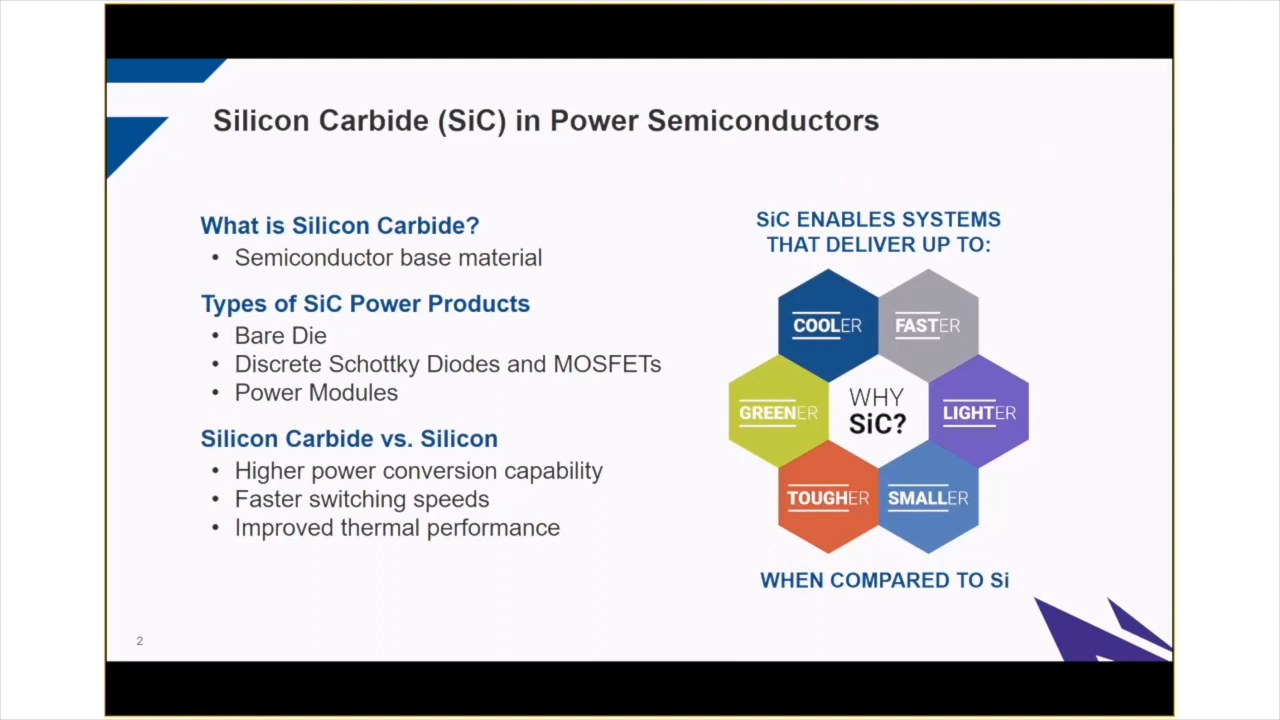 Silicon Carbide (SiC) in Power Semiconductors
What is Silicon Carbide?
• Semiconductor base material
Types of SiC Power Products
• Bare Die
• Discrete Schottky Diodes and MOSFETs
• Power Modules
Silicon Carbide vs. Silicon
• Higher power conversion capability
• Faster switching speeds
• Improved thermal performance
SiC ENABLES SYSTEMS
THAT DELIVER UP TO:
COOLER
FASTER
GREENER
WHY
SiC?
LIGHTER
TOUGHER
SMALLER
WHEN COMPARED TO Si
2